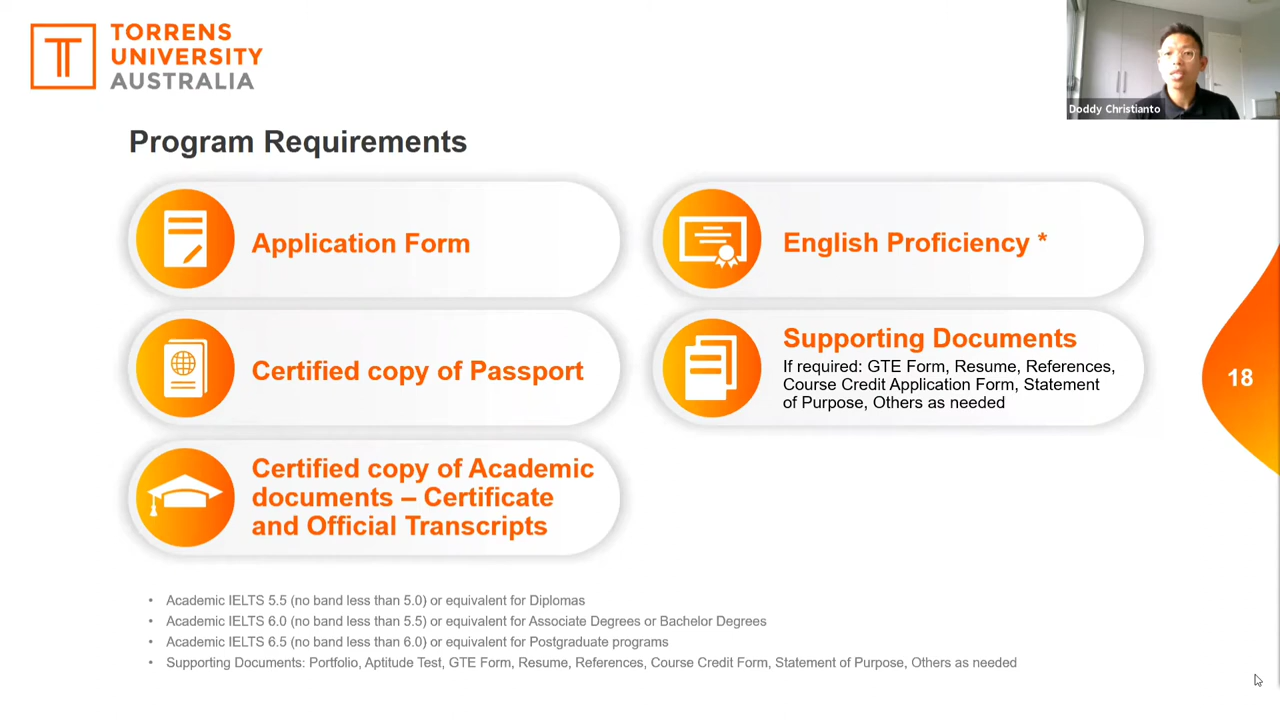 TORRENS
UNIVERSITY
AUSTRALIA
Doddy Christianto
Program Requirements
Application Form
English Proficiency *
Certified copy of Passport
Supporting Documents
If required: GTE Form, Resume, References,
Course Credit Application Form, Statement
of Purpose, Others as needed
18
Certified copy of Academic
documents – Certificate
and Official Transcripts
• Academic IELTS 5.5 (no band less than 5.0) or equivalent for Diplomas
• Academic IELTS 6.0 (no band less than 5.5) or equivalent for Associate Degrees or Bachelor Degrees
• Academic IELTS 6.5 (no band less than 6.0) or equivalent for Postgraduate programs
• Supporting Documents: Portfolio, Aptitude Test, GTE Form, Resume, References, Course Credit Form, Statement of Purpose, Others as needed